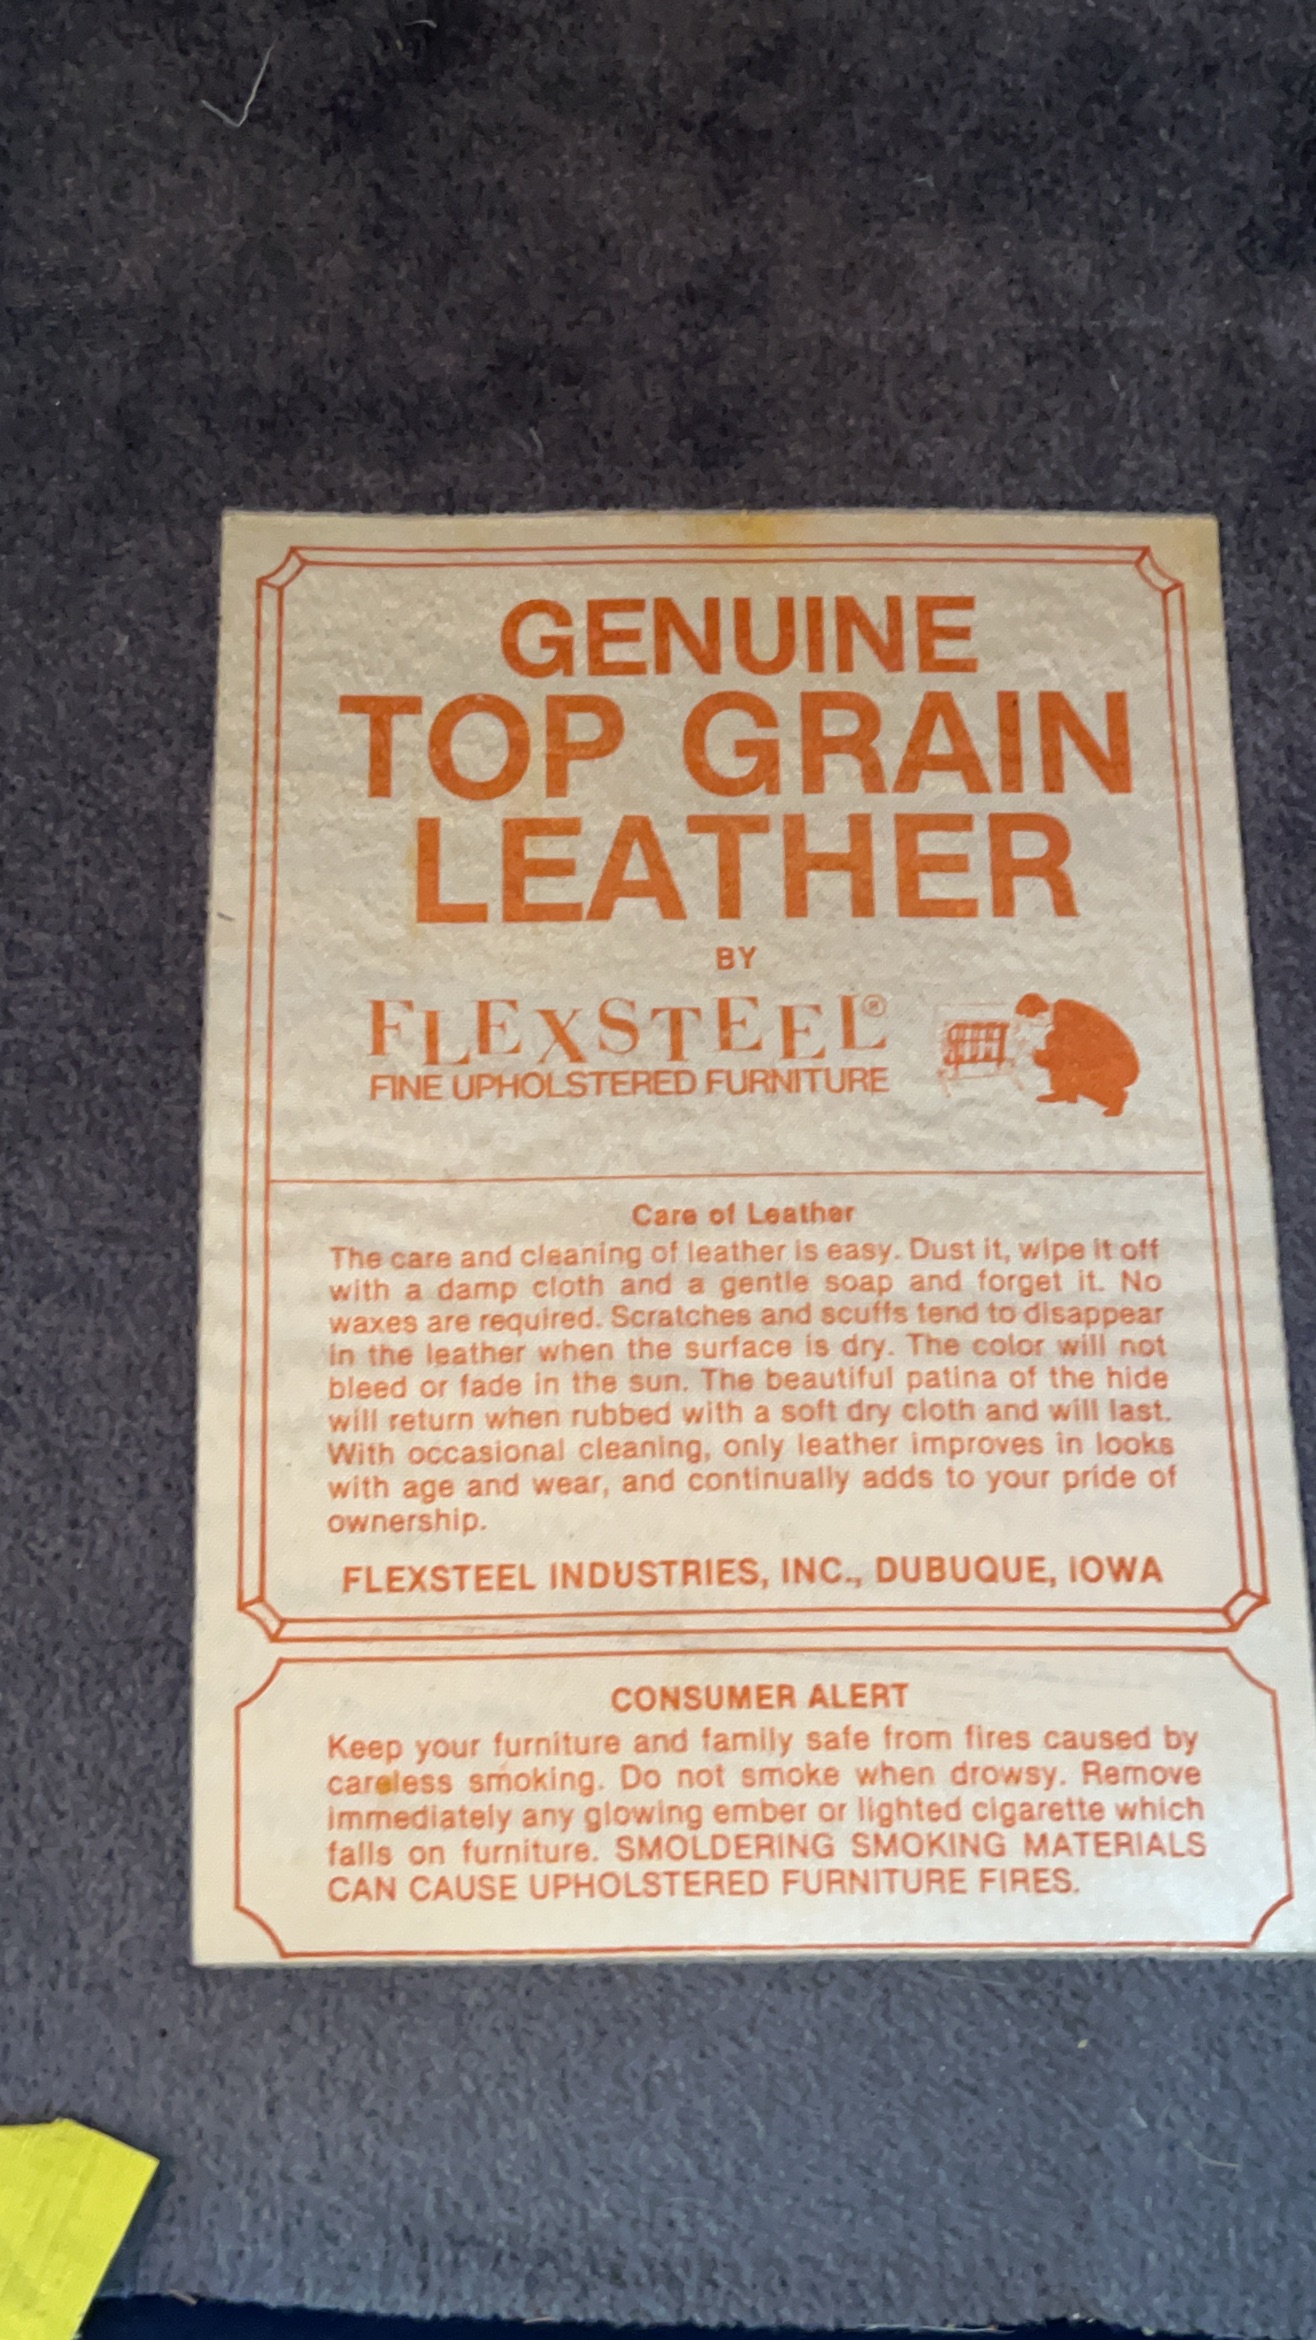 GENUINE
TOP GRAIN
LEATHER
BY
FLEXSTEEL®
FINE UPHOLSTERED FURNITURE
Care of Leather
The care and cleaning of leather is easy. Dust it, wipe it off
with a damp cloth and a gentle soap and forget it. No
waxes are required. Scratches and scuffs tend to disappear
in the leather when the surface is dry. The color will not
bleed or fade in the sun. The beautiful patina of the hide
will return when rubbed with a soft dry cloth and will last.
With occasional cleaning, only leather improves in looks
with age and wear, and continually adds to your pride of
ownership.
FLEXSTEEL INDUSTRIES, INC., DUBUQUE, IOWA
CONSUMER ALERT
Keep your furniture and family safe from fires caused by
careless smoking. Do not smoke when drowsy. Remove
immediately any glowing ember or lighted cigarette which
falls on furniture. SMOLDERING SMOKING MATERIALS
CAN CAUSE UPHOLSTERED FURNITURE FIRES.